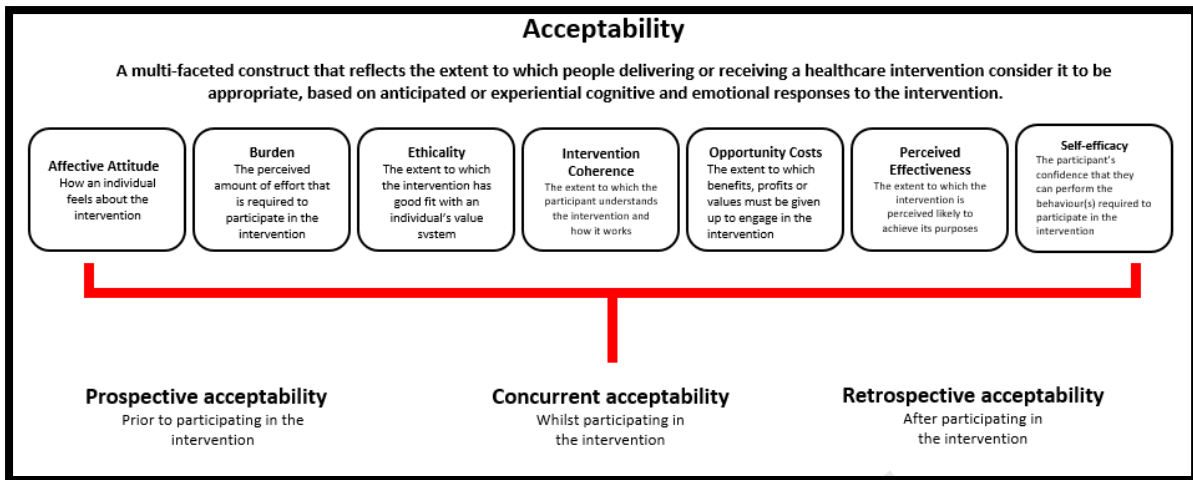 Acceptability
A multi-faceted construct that reflects the extent to which people delivering or receiving a healthcare intervention consider it to be
appropriate, based on anticipated or experiential cognitive and emotional responses to the intervention.
Affective Attitude
How an individual
feels about the
intervention
Burden
The perceived
amount of effort that
is required to
participate in the
intervention
Ethicality
The extent to which
the intervention has
good fit with an
individual's value
system
Intervention
Coherence
The extent to which the
participant understands
the intervention and
how it works
Opportunity Costs
The extent to which
benefits, profits or
values must be given
up to engage in the
intervention
Perceived
Effectiveness
The extent to which the
intervention is
perceived likely to
achieve its purposes
Self-efficacy
The participant's
confidence that they
can perform the
behaviour(s) required to
participate in the
intervention
Prospective acceptability
Prior to participating in the
intervention
Concurrent acceptability
Whilst participating in
the intervention
Retrospective acceptability
After participating in
the intervention